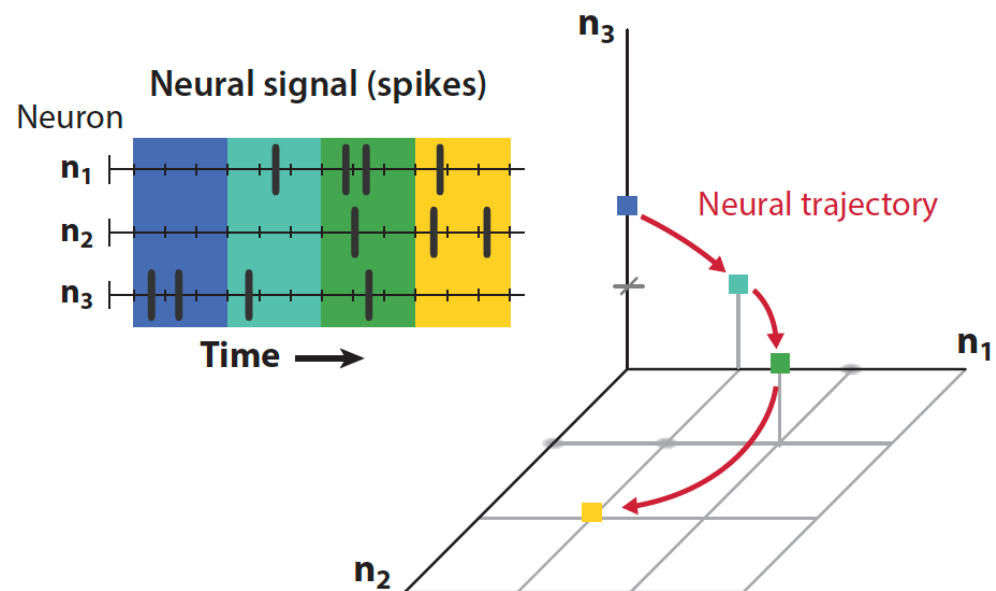 Neural signal (spikes)
Neuron
n1
n2
n3
Time
n3
Neural trajectory
n1
n2